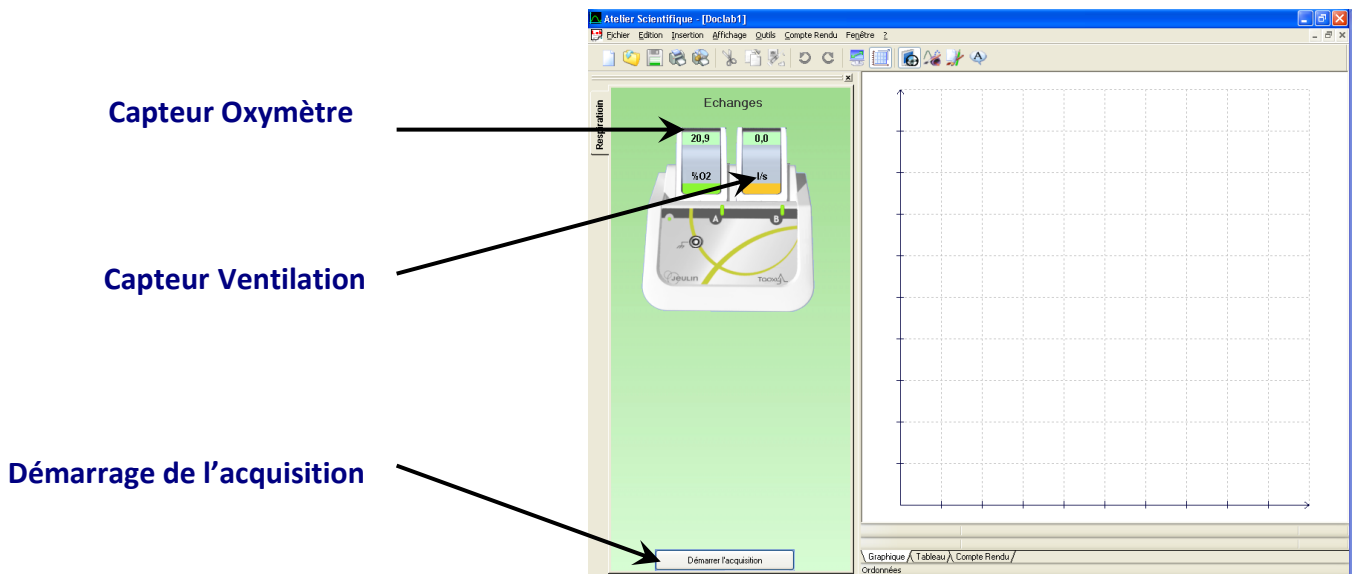 Atelier Scientifique - [Doclab1]
Fichier Edition Insertion Affichage Outils Compte Rendu Fenêtre ?
Respiratioin
Echanges
Capteur Oxymètre
20,9 0,0
%O2 l/s
A B
Jeulin
Capteur Ventilation
Démarrage de l’acquisition
Démarrer l'acquisition
Graphique Tableau Compte Rendu
Ordonnées